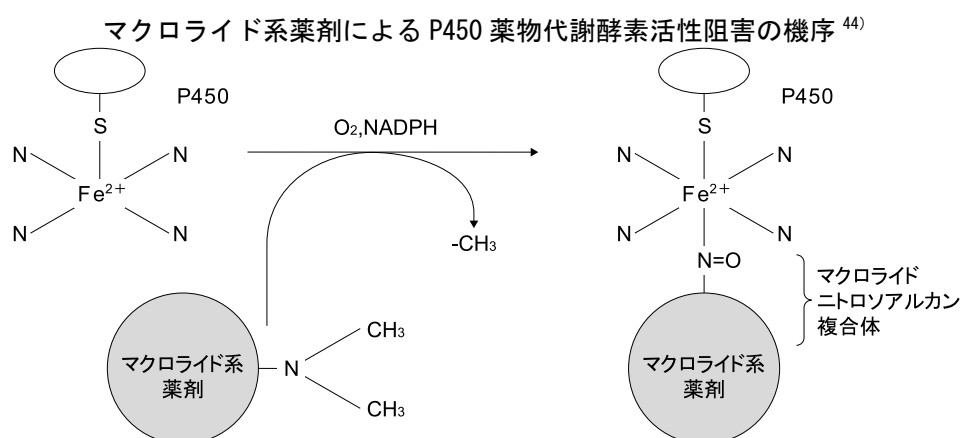 マクロライド系薬剤による P450 薬物代謝酵素活性阻害の機序 44)
P450
S
N
N
Fe2+
N
N
O2,NADPH
-CH3
マクロライド系
薬剤
N
CH3
CH3
P450
S
N
N
Fe2+
N
N
N=O
マクロライド
ニトロソアルカン
複合体
マクロライド系
薬剤